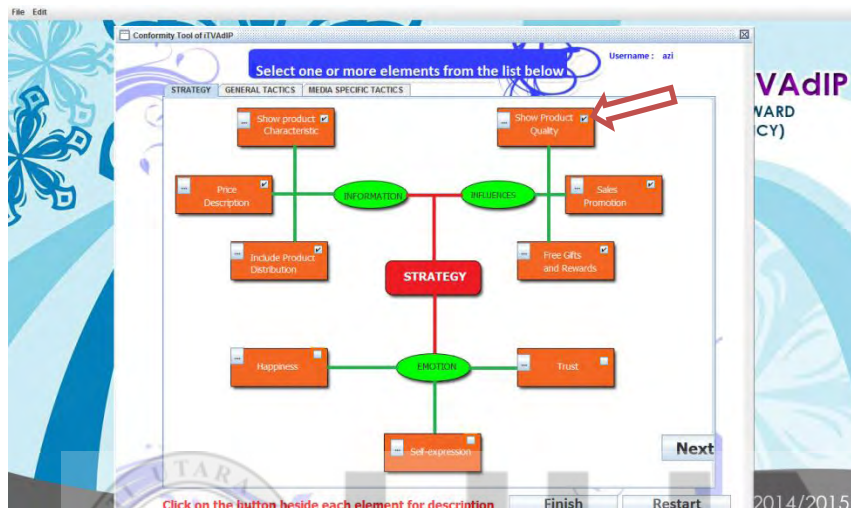 File Edit
Conformity Tool of iTVAdIP
Select one or more elements from the list below
Username : azi
STRATEGY GENERAL TACTICS MEDIA SPECIFIC TACTICS
VAdIP
WARD
CY)
... Show product
Characteristic
... Show Product
Quality
... Price
Description
INFORMATION
INFLUENCES
... Sales
Promotion
... Include Product
Distribution
... Free Gifts
and Rewards
STRATEGY
... Happiness
EMOTION
... Trust
... Self-expression
Next
UTARA
Click on the button beside each element for description
Finish
Restart
2014/2015